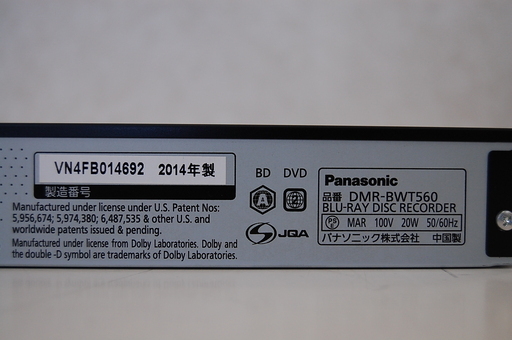 VN4FB014692 2014年製
製造番号
Manufactured under license under U.S. Patent Nos:
5,956,674; 5,974,380; 6,487,535 & other U.S. and
worldwide patents issued & pending.
Manufactured under license from Dolby Laboratories. Dolby and
the double -D symbol are trademarks of Dolby Laboratories.
BD DVD
A
JQA
Panasonic
品番 DMR-BWT560
BLU-RAY DISC RECORDER
PS E MAR 100V 20W 50/60Hz
パナソニック株式会社 中国製